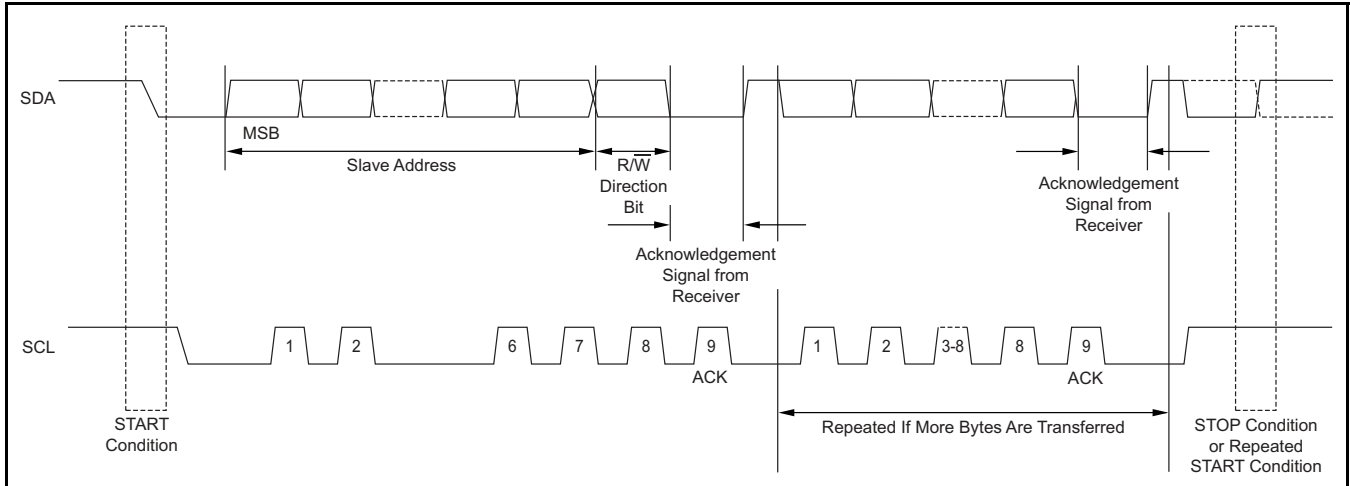 SDA
MSB
Slave Address
R/W̅
Direction
Bit
Acknowledgement
Signal from
Receiver
Acknowledgement
Signal from
Receiver
SCL
1
2
6
7
8
9
ACK
1
2
3-8
8
9
ACK
START
Condition
Repeated If More Bytes Are Transferred
STOP Condition
or Repeated
START Condition